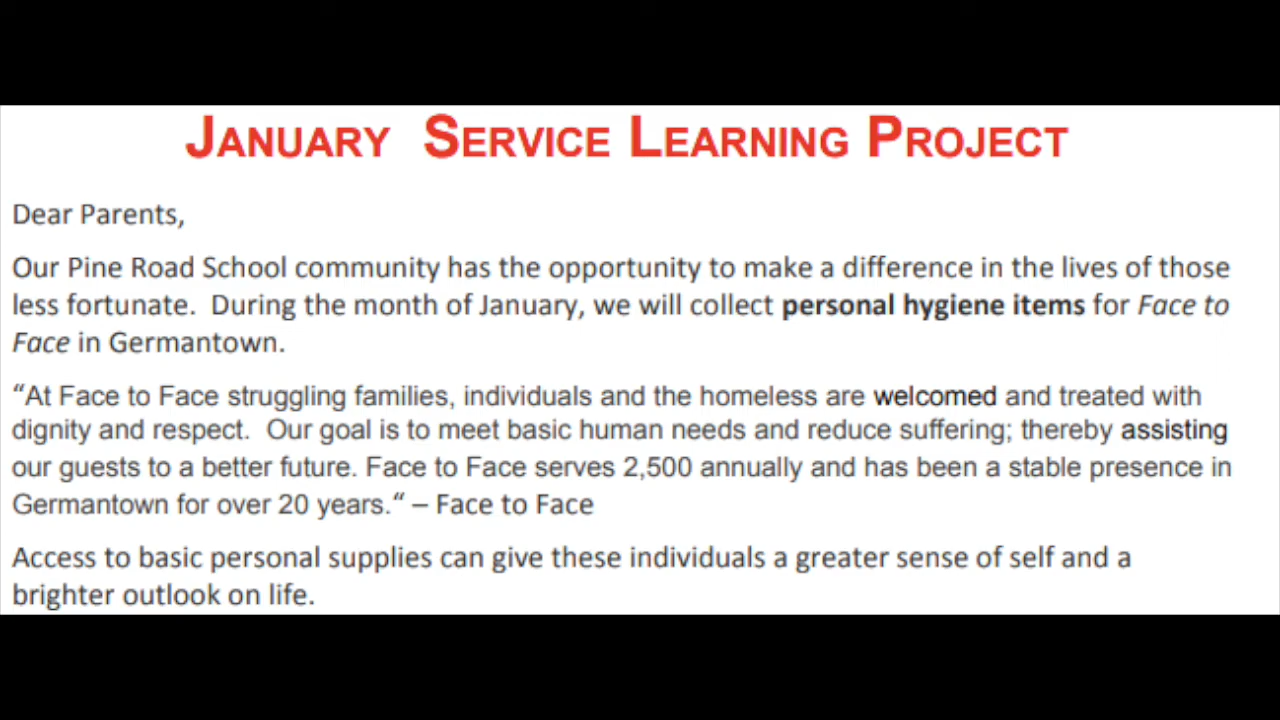 JANUARY SERVICE LEARNING PROJECT
Dear Parents,
Our Pine Road School community has the opportunity to make a difference in the lives of those
less fortunate.  During the month of January, we will collect personal hygiene items for Face to
Face in Germantown.
“At Face to Face struggling families, individuals and the homeless are welcomed and treated with
dignity and respect.  Our goal is to meet basic human needs and reduce suffering; thereby assisting
our guests to a better future. Face to Face serves 2,500 annually and has been a stable presence in
Germantown for over 20 years.“ – Face to Face
Access to basic personal supplies can give these individuals a greater sense of self and a
brighter outlook on life.